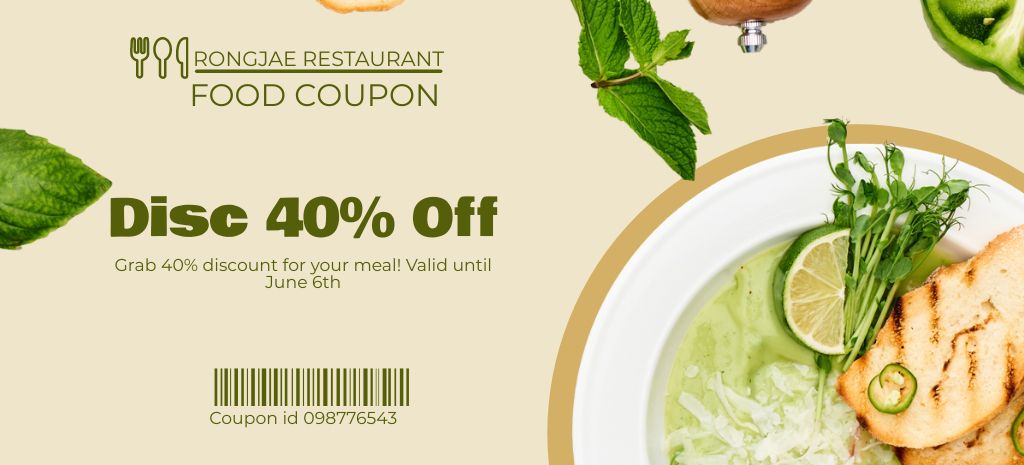 RONGJAE RESTAURANT
FOOD COUPON
Disc 40% Off
Grab 40% discount for your meal! Valid until
June 6th
Coupon id 098776543